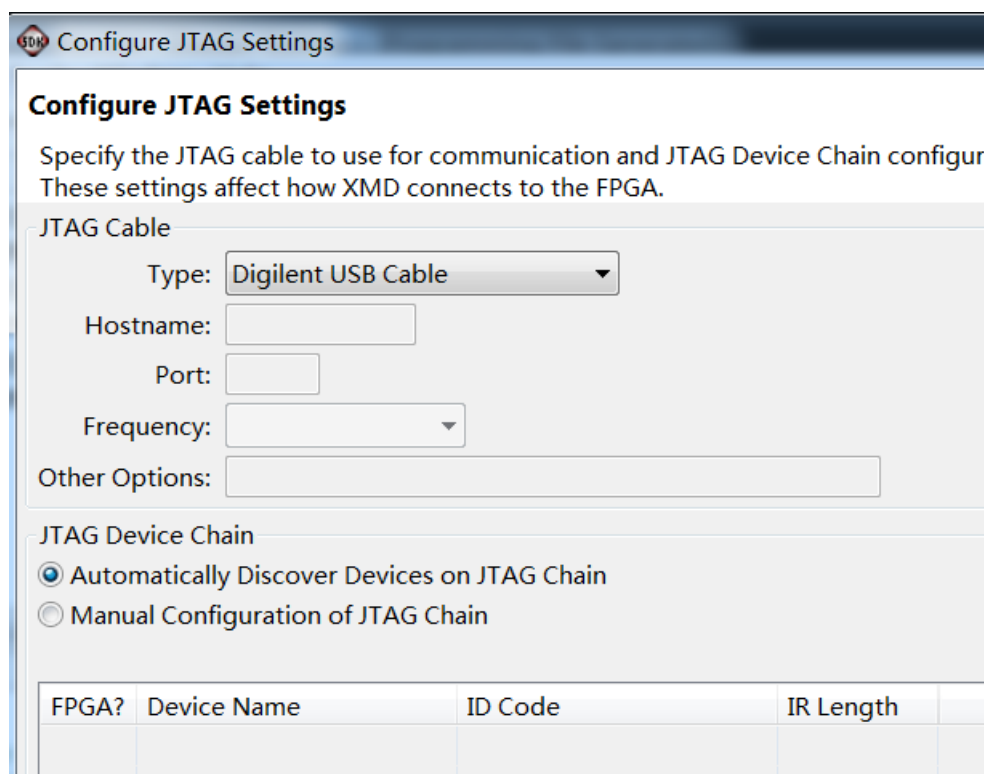 SDK Configure JTAG Settings
Configure JTAG Settings
Specify the JTAG cable to use for communication and JTAG Device Chain configur
These settings affect how XMD connects to the FPGA.
JTAG Cable
Type: Digilent USB Cable
Hostname:
Port:
Frequency:
Other Options:
JTAG Device Chain
Automatically Discover Devices on JTAG Chain
Manual Configuration of JTAG Chain
FPGA? Device Name ID Code IR Length